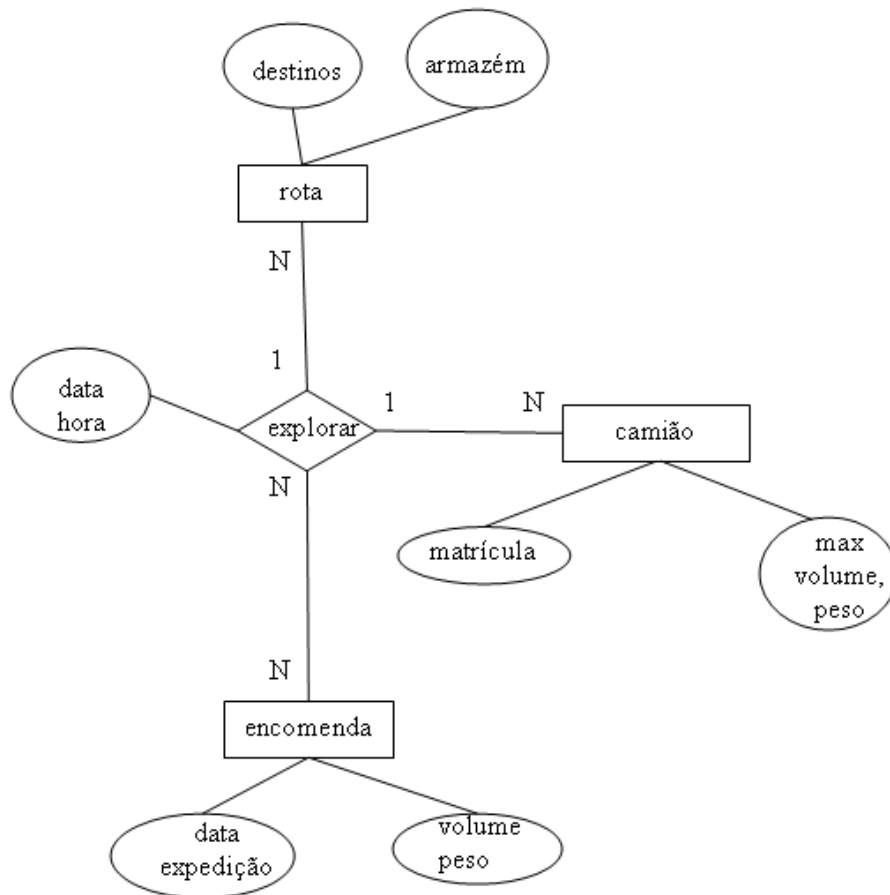 destinos
armazém
rota
N
1
data
hora
explorar
1
N
camião
N
matrícula
max
volume,
peso
N
encomenda
data
expedição
volume
peso